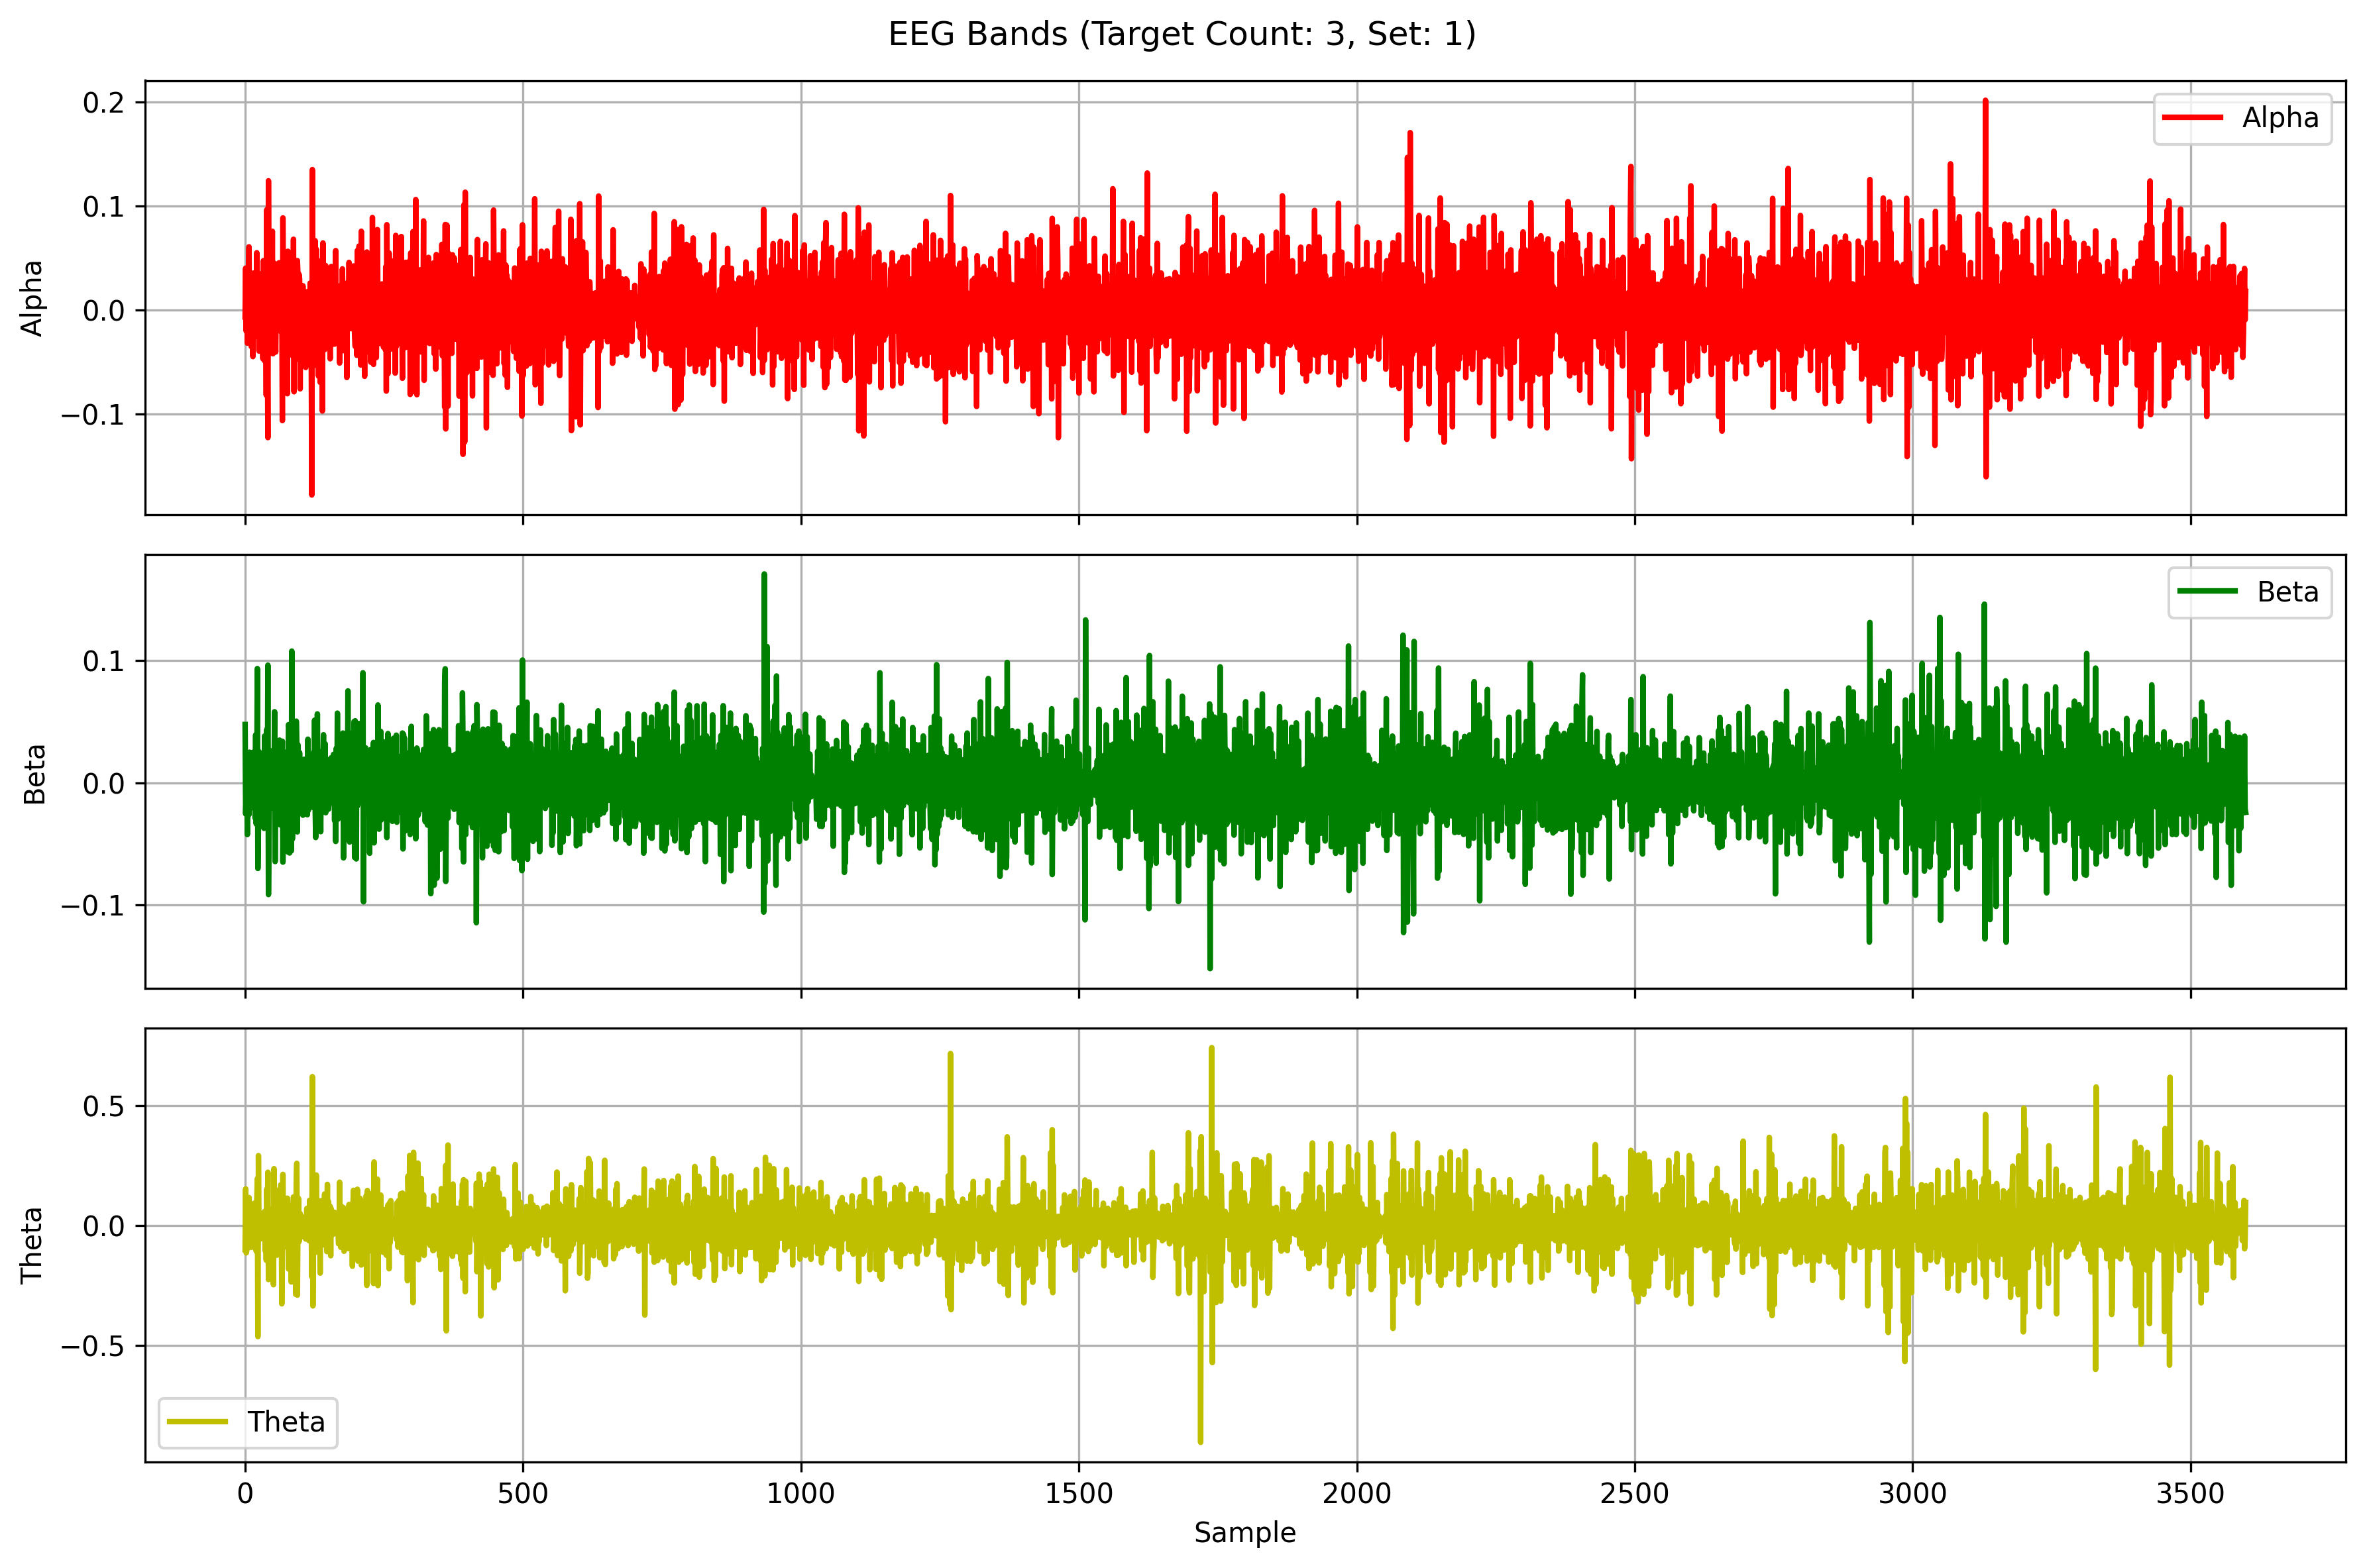 EEG Bands (Target Count: 3, Set: 1)
0.2
0.1
0.0
−0.1
Alpha
Alpha
0.1
0.0
−0.1
Beta
Beta
0.5
0.0
−0.5
Theta
Theta
0 500 1000 1500 2000 2500 3000 3500
Sample